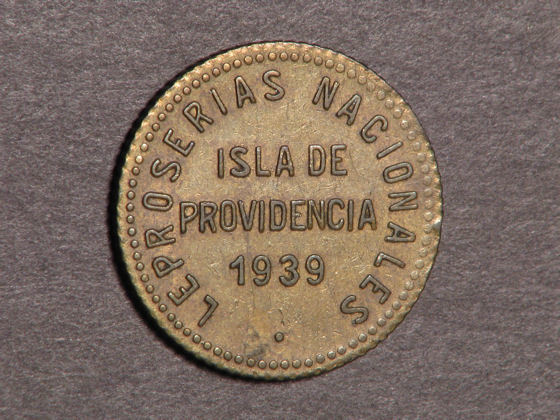 LEPROSERIAS NACIONALES
ISLA DE
PROVIDENCIA
1939